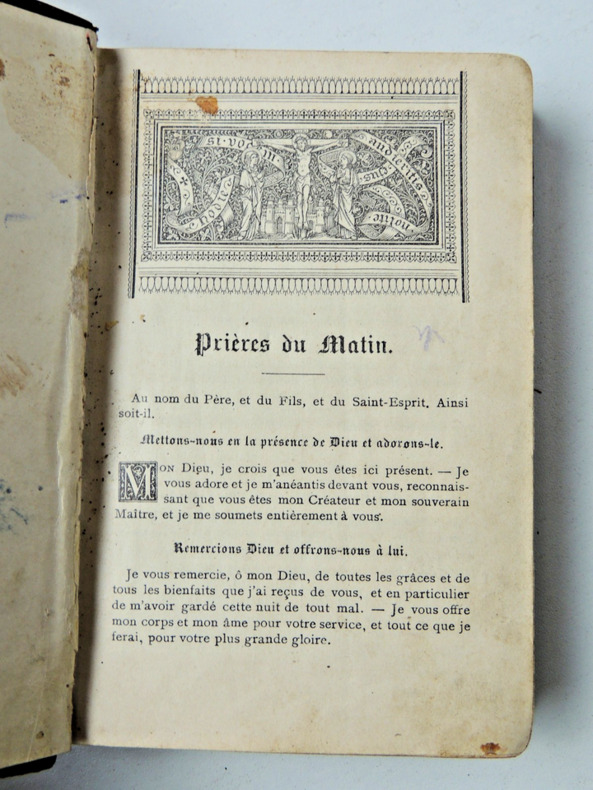 audientis
nolite
Prières du Matin.
Au nom du Père, et du Fils, et du Saint-Esprit. Ainsi
soit-il.
Mettons-nous en la présence de Dieu et adorons-le.
MON Dieu, je crois que vous êtes ici présent. — Je
vous adore et je m'anéantis devant vous, reconnais-
sant que vous êtes mon Créateur et mon souverain
Maître, et je me soumets entièrement à vous.
Remercions Dieu et offrons-nous à lui.
Je vous remercie, ô mon Dieu, de toutes les grâces et de
tous les bienfaits que j'ai reçus de vous, et en particulier
de m'avoir gardé cette nuit de tout mal. — Je vous offre
mon corps et mon âme pour votre service, et tout ce que je
ferai, pour votre plus grande gloire.